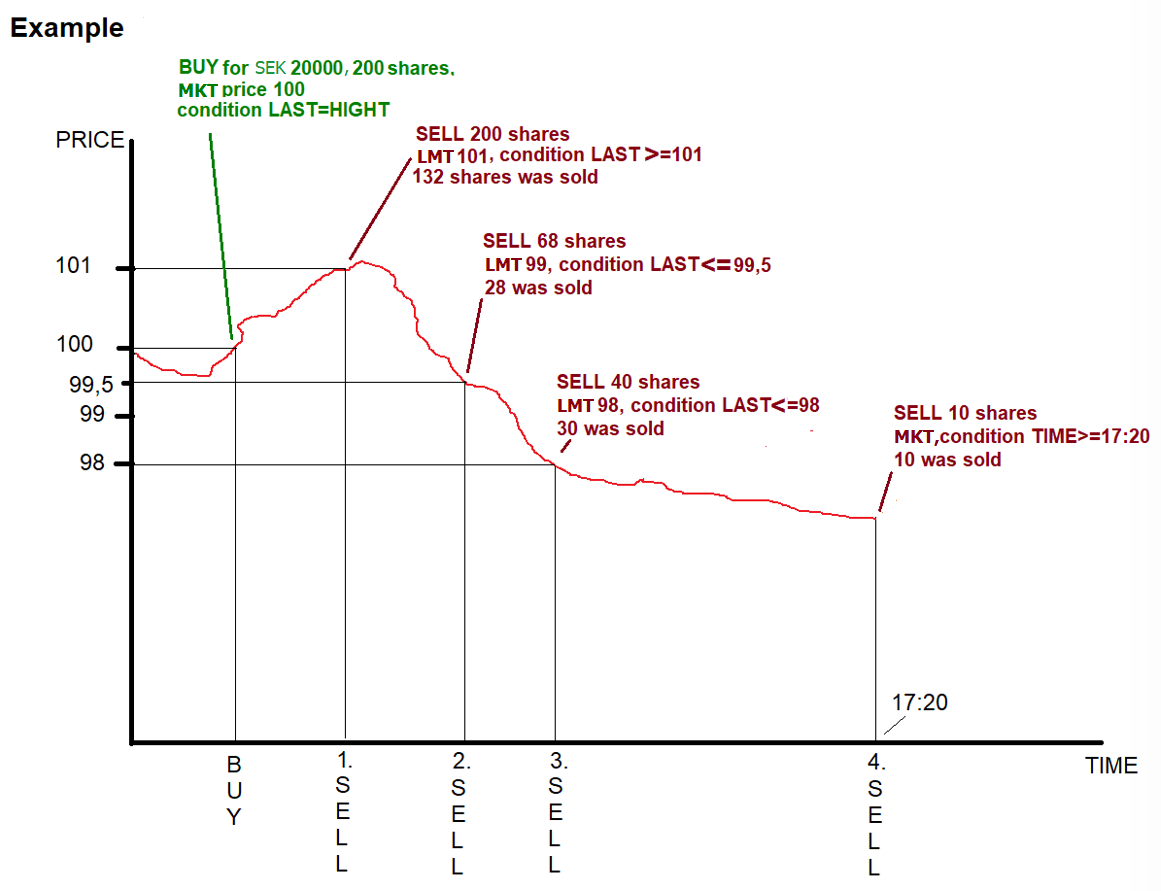 Example
BUY for SEK 20000, 200 shares.
MKT price 100
condition LAST=HIGHT
PRICE
SELL 200 shares
LMT 101, condition LAST >=101
132 shares was sold
SELL 68 shares
LMT 99, condition LAST<=99,5
28 was sold
101
100
99,5
99
98
SELL 40 shares
LMT 98, condition LAST<=98
30 was sold
SELL 10 shares
MKT,condition TIME>=17:20
10 was sold
17:20
BUY
1. SELL
2. SELL
3. SELL
4. SELL
TIME